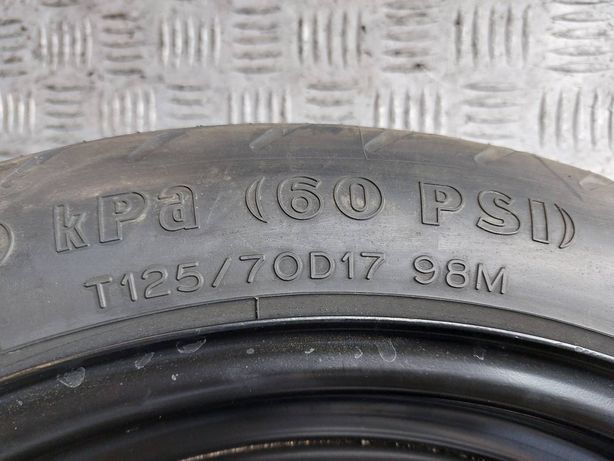 kPa (60 PSI)
T125/70D17 98M